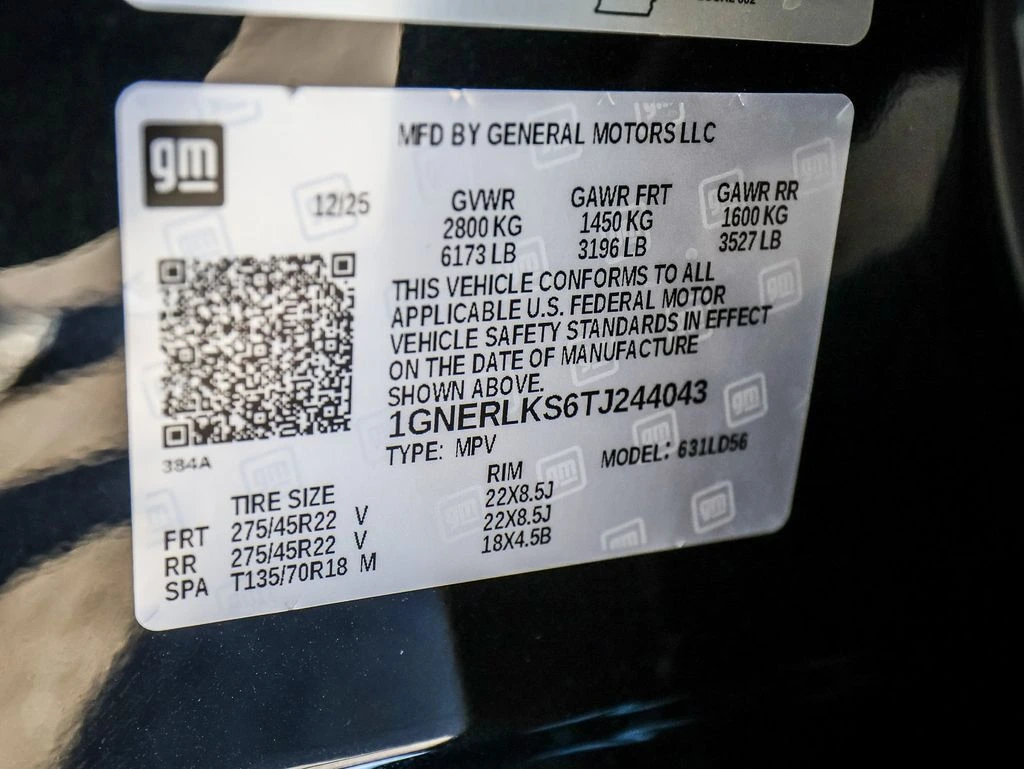 gm
MFD BY GENERAL MOTORS LLC
12/25
GVWR GAWR FRT GAWR RR
2800 KG 1450 KG 1600 KG
6173 LB 3196 LB 3527 LB
THIS VEHICLE CONFORMS TO ALL
APPLICABLE U.S. FEDERAL MOTOR
VEHICLE SAFETY STANDARDS IN EFFECT
ON THE DATE OF MANUFACTURE
SHOWN ABOVE.
1GNERLKS6TJ244043
384A
TYPE: MPV MODEL: 631LD56
TIRE SIZE RIM
FRT 275/45R22 V 22X8.5J
RR 275/45R22 V 22X8.5J
SPA T135/70R18 M 18X4.5B